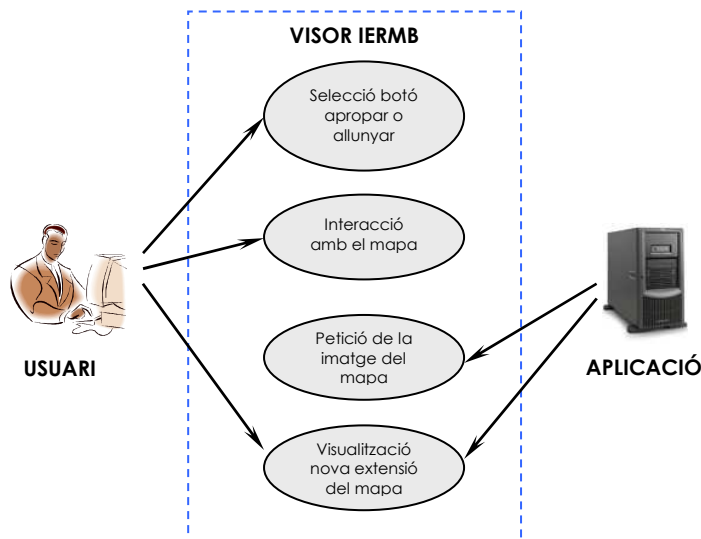 VISOR IERMB
Selecció botó
apropar o
allunyar
Interacció
amb el mapa
Petició de la
imatge del
mapa
Visualització
nova extensió
del mapa
USUARI
APLICACIÓ